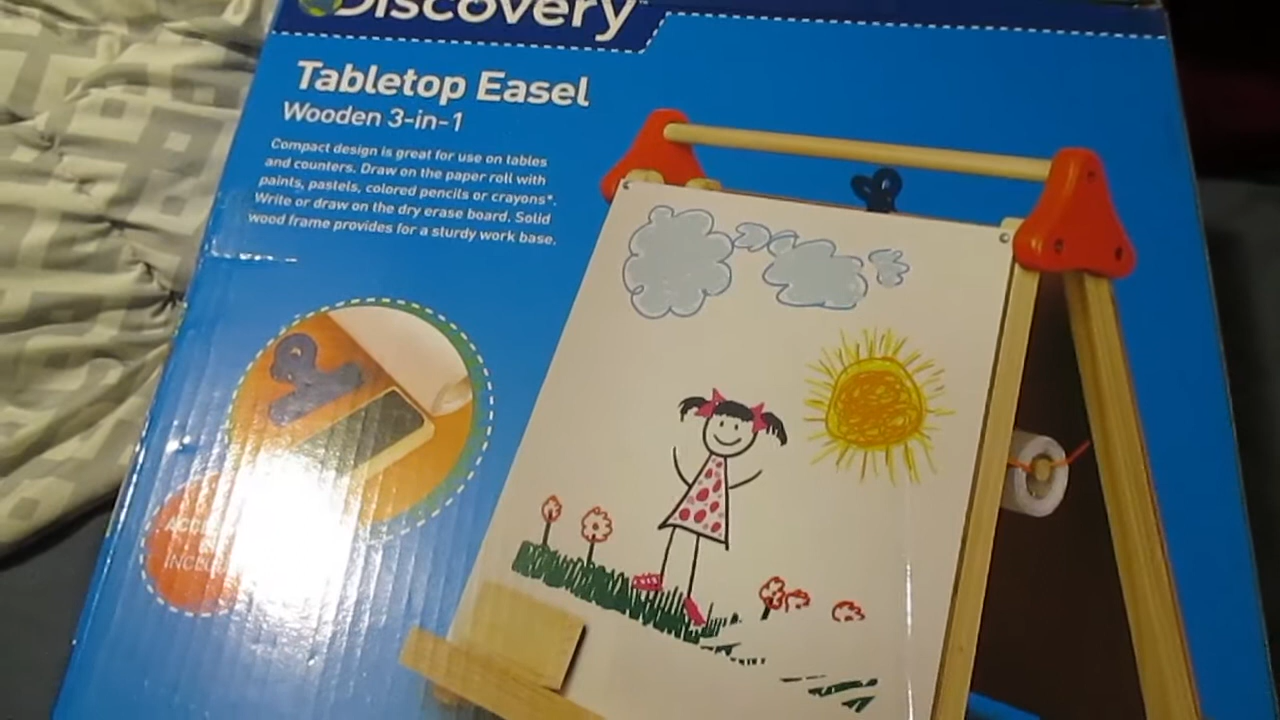 Discovery™
Tabletop Easel
Wooden 3-in-1
Compact design is great for use on tables
and counters. Draw on the paper roll with
paints, pastels, colored pencils or crayons*.
Write or draw on the dry erase board. Solid
wood frame provides for a sturdy work base.